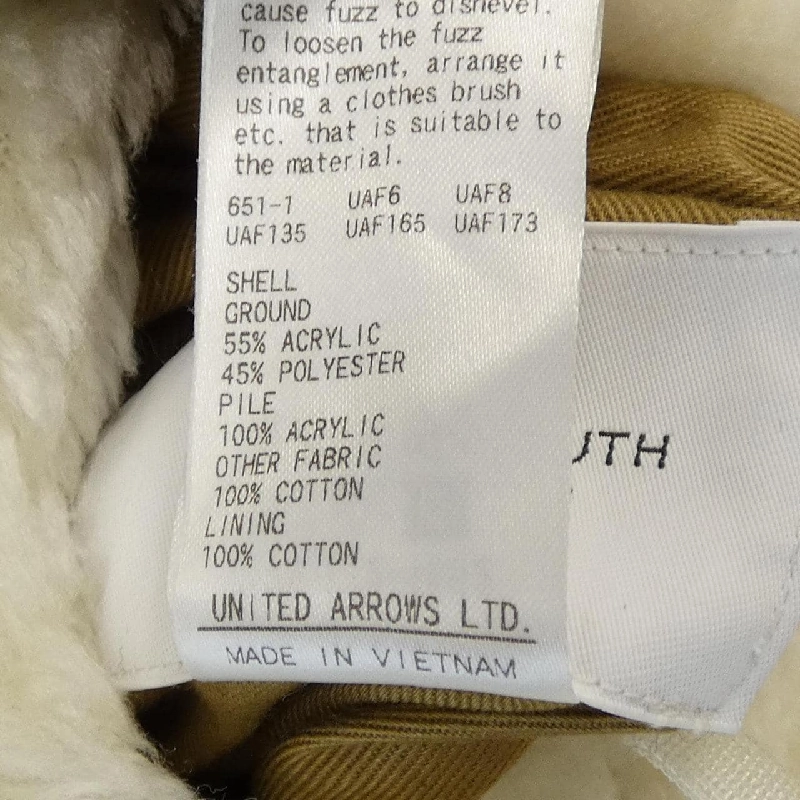 cause fuzz to dishevel.
To loosen the fuzz
entanglement, arrange it
using a clothes brush
etc. that is suitable to
the material.
651-1 UAF6 UAF8
UAF135 UAF165 UAF173
SHELL
GROUND
55% ACRYLIC
45% POLYESTER
PILE
100% ACRYLIC
OTHER FABRIC
100% COTTON
LINING
100% COTTON
UNITED ARROWS LTD.
MADE IN VIETNAM
UTH